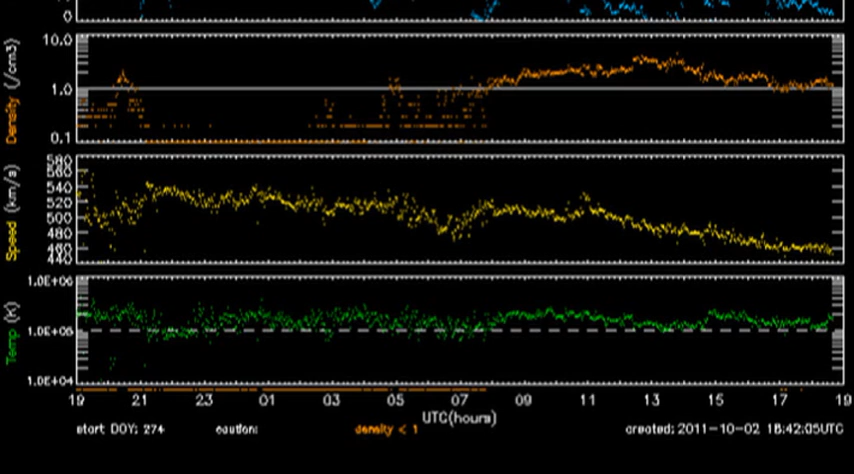 0
10.0
1.0
0.1
Density (/cm3)
580
560
540
520
500
480
460
440
Speed (km/s)
1.0E+06
1.0E+05
1.0E+04
Temp (K)
19 21 23 01 03 05 07 09 11 13 15 17 19
UTC(hours)
start DOY: 274 caution: density < 1 created: 2011-10-02 18:42:05UTC